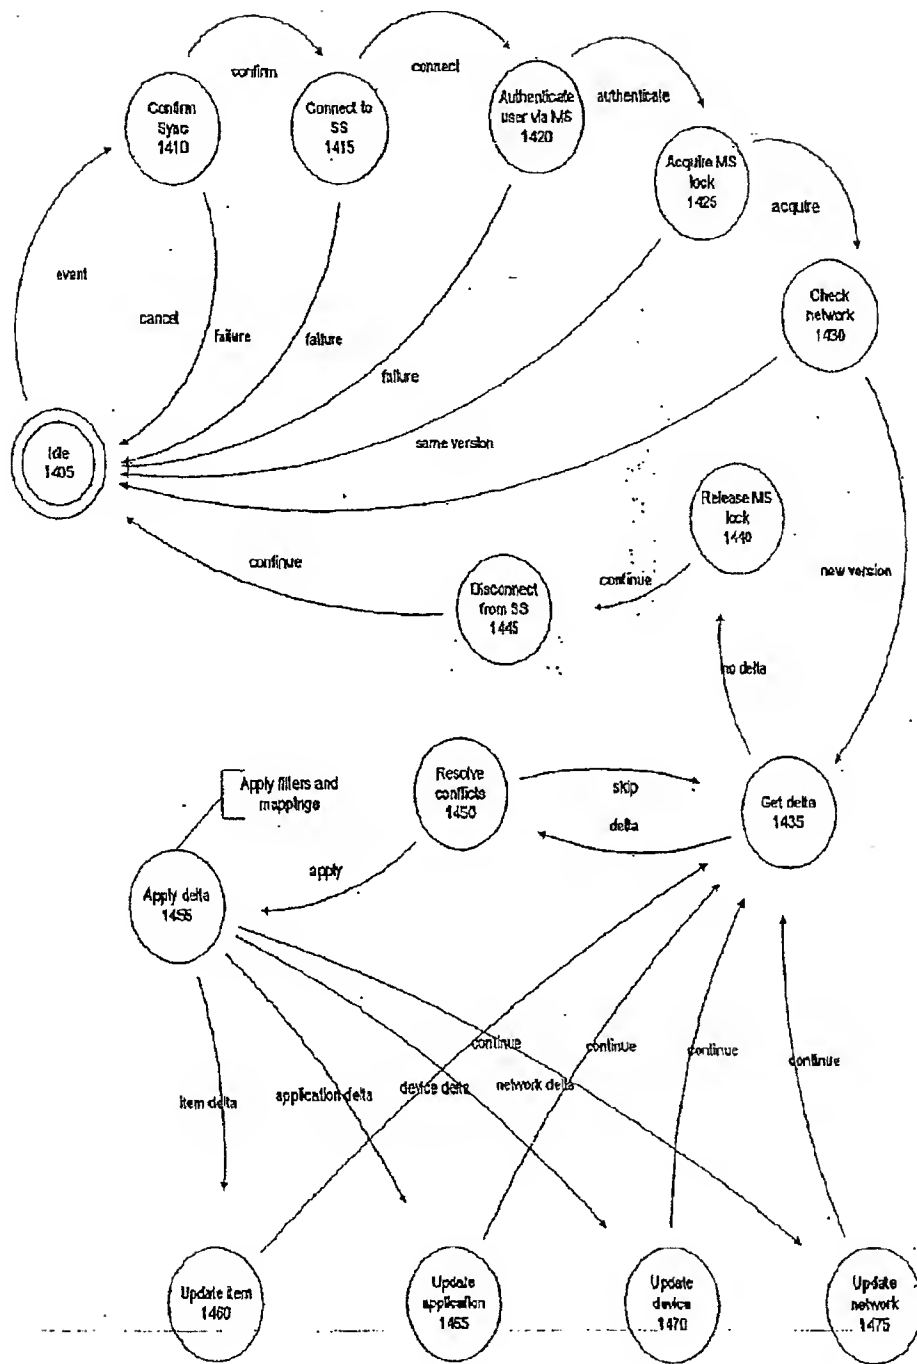 confirm
connect
authenticate
Confirm
Sync
1410
Connect to
SS
1415
Authenticate
user via MS
1420
Acquire MS
lock
1425
acquire
event
cancel
failure
failure
failure
Check
network
1430
Idle
1405
same version
Release MS
lock
1440
new version
continue
continue
Disconnect
from SS
1445
no delta
Apply filters and
mappings
Resolve
conflicts
1450
skip
delta
Get delta
1435
apply
Apply delta
1455
item delta
application delta
device delta
network delta
continue
continue
continue
continue
Update item
1460
Update
application
1465
Update
device
1470
Update
network
1475